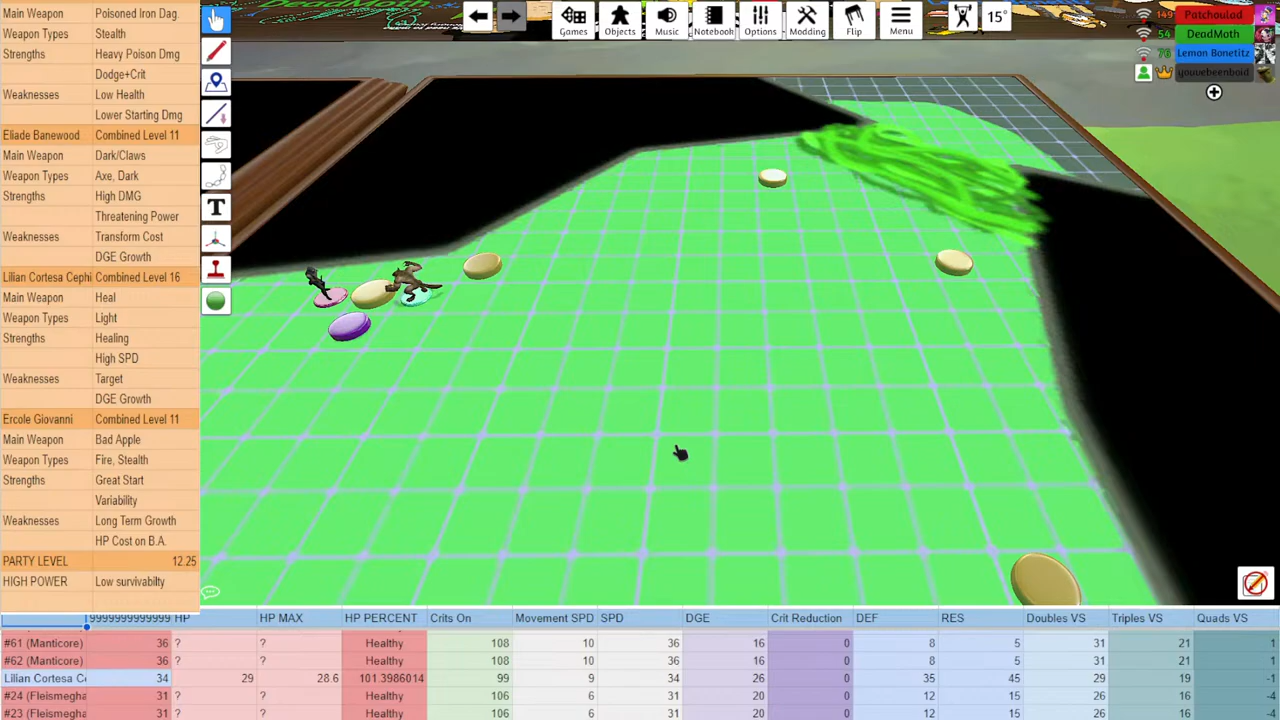 Main Weapon Poisoned Iron Dag.
Weapon Types Stealth
Strengths Heavy Poison Dmg
Dodge+Crit
Weaknesses Low Health
Lower Starting Dmg
Eliade Banewood Combined Level 11
Main Weapon Dark/Claws
Weapon Types Axe, Dark
Strengths High DMG
Threatening Power
Weaknesses Transform Cost
DGE Growth
Lilian Cortesa Cephi Combined Level 16
Main Weapon Heal
Weapon Types Light
Strengths Healing
High SPD
Weaknesses Target
DGE Growth
Ercole Giovanni Combined Level 11
Main Weapon Bad Apple
Weapon Types Fire, Stealth
Strengths Great Start
Variability
Weaknesses Long Term Growth
HP Cost on B.A.
PARTY LEVEL 12.25
HIGH POWER Low survivabilty
T
Games Objects Music Notebook Options Modding Flip Menu 15°
149 Patchoulad
54 DeadMoth
76 Lemon Bonetitz
youvebeenboid
9999999999999 HP HP MAX HP PERCENT Crits On Movement SPD SPD DGE Crit Reduction DEF RES Doubles VS Triples VS Quads VS
#61 (Manticore) 36 ? ? Healthy 108 10 36 16 0 8 5 31 21 1
#62 (Manticore) 36 ? ? Healthy 108 10 36 16 0 8 5 31 21 1
Lilian Cortesa Ce 34 29 28.6 101.3986014 99 9 34 26 0 35 45 29 19 -1
#24 (Fleismegha 31 ? ? Healthy 106 6 31 20 0 12 15 26 16 -4
#23 (Fleismegha 31 ? ? Healthy 106 6 31 20 0 12 15 26 16 -4